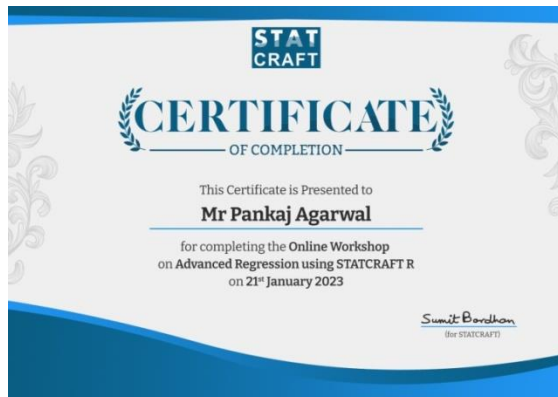 STAT
CRAFT
CERTIFICATE
OF COMPLETION
This Certificate is Presented to
Mr Pankaj Agarwal
for completing the Online Workshop
on Advanced Regression using STATCRAFT R
on 21st January 2023
Sumit Bardhan
(for STATCRAFT)